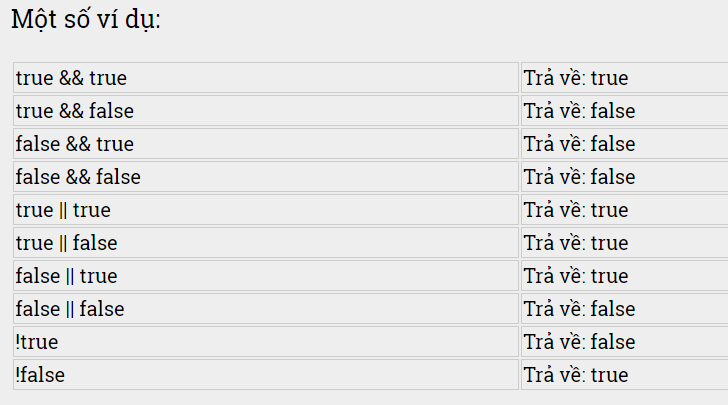 Một số ví dụ:
true && true Trả về: true
true && false Trả về: false
false && true Trả về: false
false && false Trả về: false
true || true Trả về: true
true || false Trả về: true
false || true Trả về: true
false || false Trả về: false
!true Trả về: false
!false Trả về: true